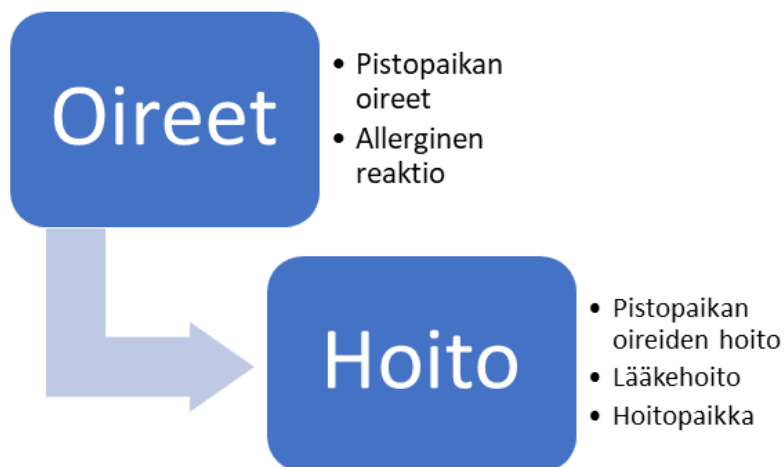 Oireet
• Pistopaikan
oireet
• Allerginen
reaktio
Hoito
• Pistopaikan
oireiden hoito
• Lääkehoito
• Hoitopaikka